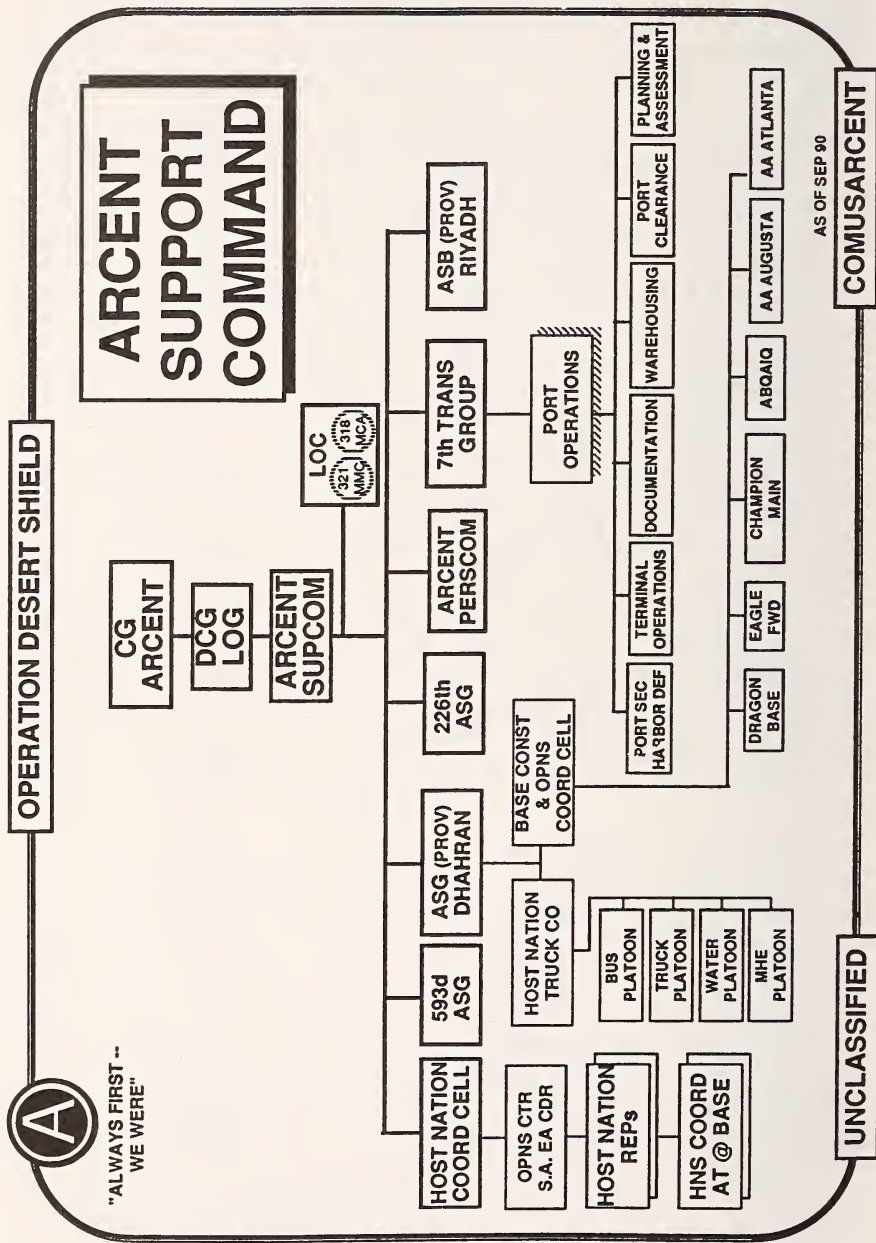 OPERATION DESERT SHIELD
A
"ALWAYS FIRST --
WE WERE"
ARCENT
SUPPORT
COMMAND
CG
ARCENT
DCG
LOG
ARCENT
SUPCOM
LOC
321
MMC
318
MCA
HOST NATION
COORD CELL
593d
ASG
ASG (PROV)
DHAHRAN
226th
ASG
ARCENT
PERSCOM
7th TRANS
GROUP
ASB (PROV)
RIYADH
OPNS CTR
S.A. EA CDR
HOST NATION
REPs
HNS COORD
AT @ BASE
HOST NATION
TRUCK CO
BASE CONST
& OPNS
COORD CELL
BUS
PLATOON
TRUCK
PLATOON
WATER
PLATOON
MHE
PLATOON
PORT
OPERATIONS
PORT SEC
HARBOR DEF
TERMINAL
OPERATIONS
DOCUMENTATION
WAREHOUSING
PORT
CLEARANCE
PLANNING &
ASSESSMENT
DRAGON
BASE
EAGLE
FWD
CHAMPION
MAIN
ABQAIQ
AA AUGUSTA
AA ATLANTA
AS OF SEP 90
UNCLASSIFIED
COMUSARCENT